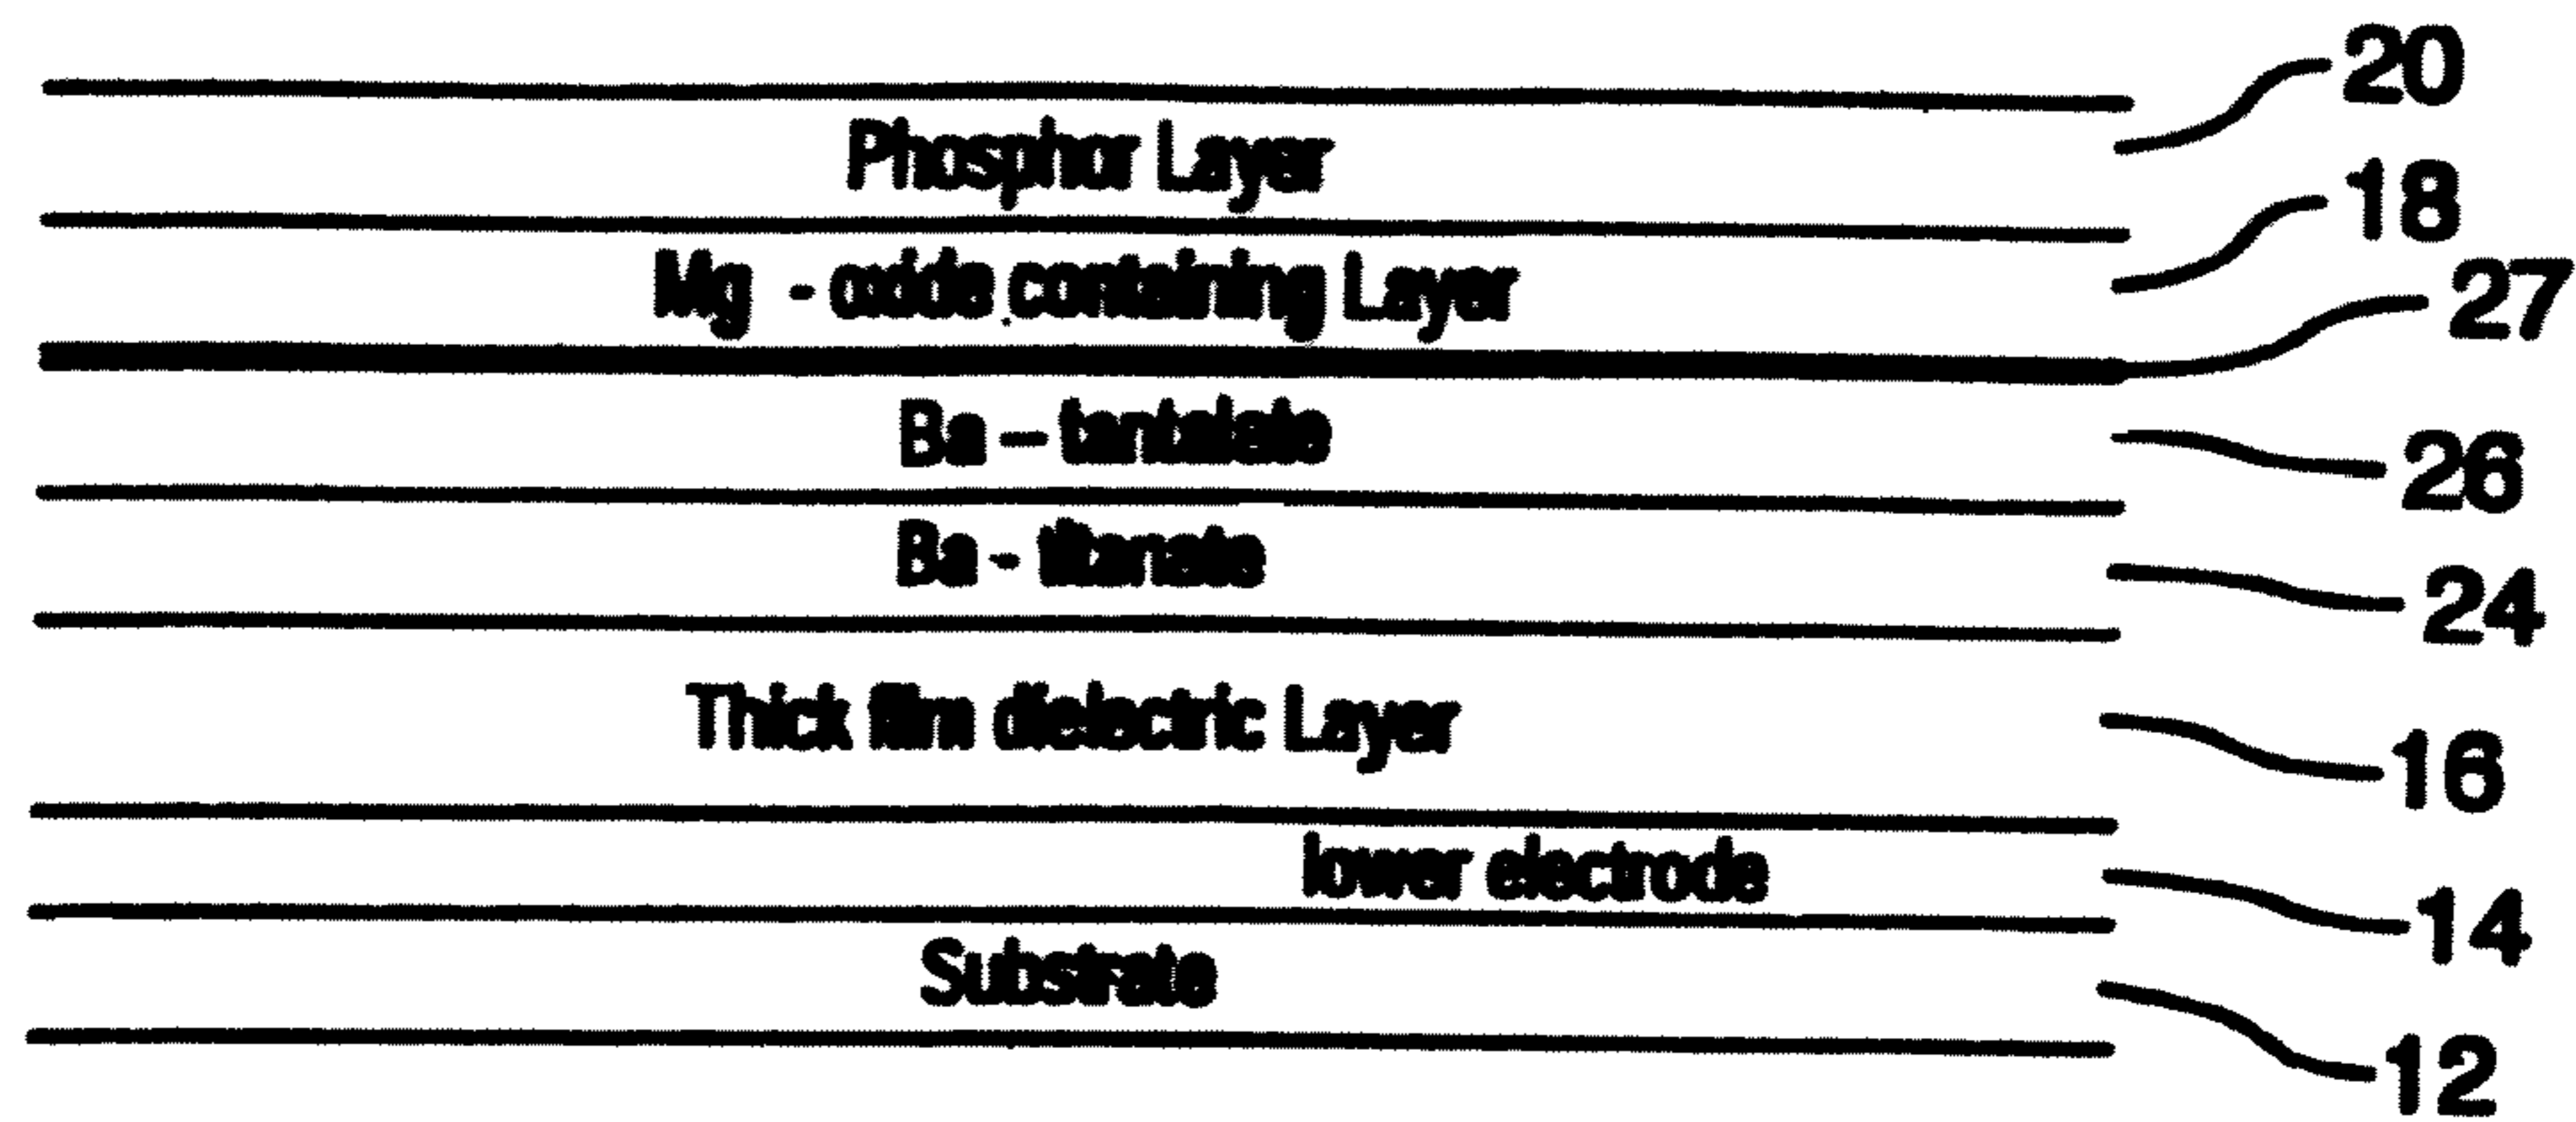 20
Phosphor Layer
18
Mg - oxide containing Layer
27
Ba – tantalate
26
Ba - titanate
24
Thick film dielectric Layer
16
lower electrode
14
Substrate
12